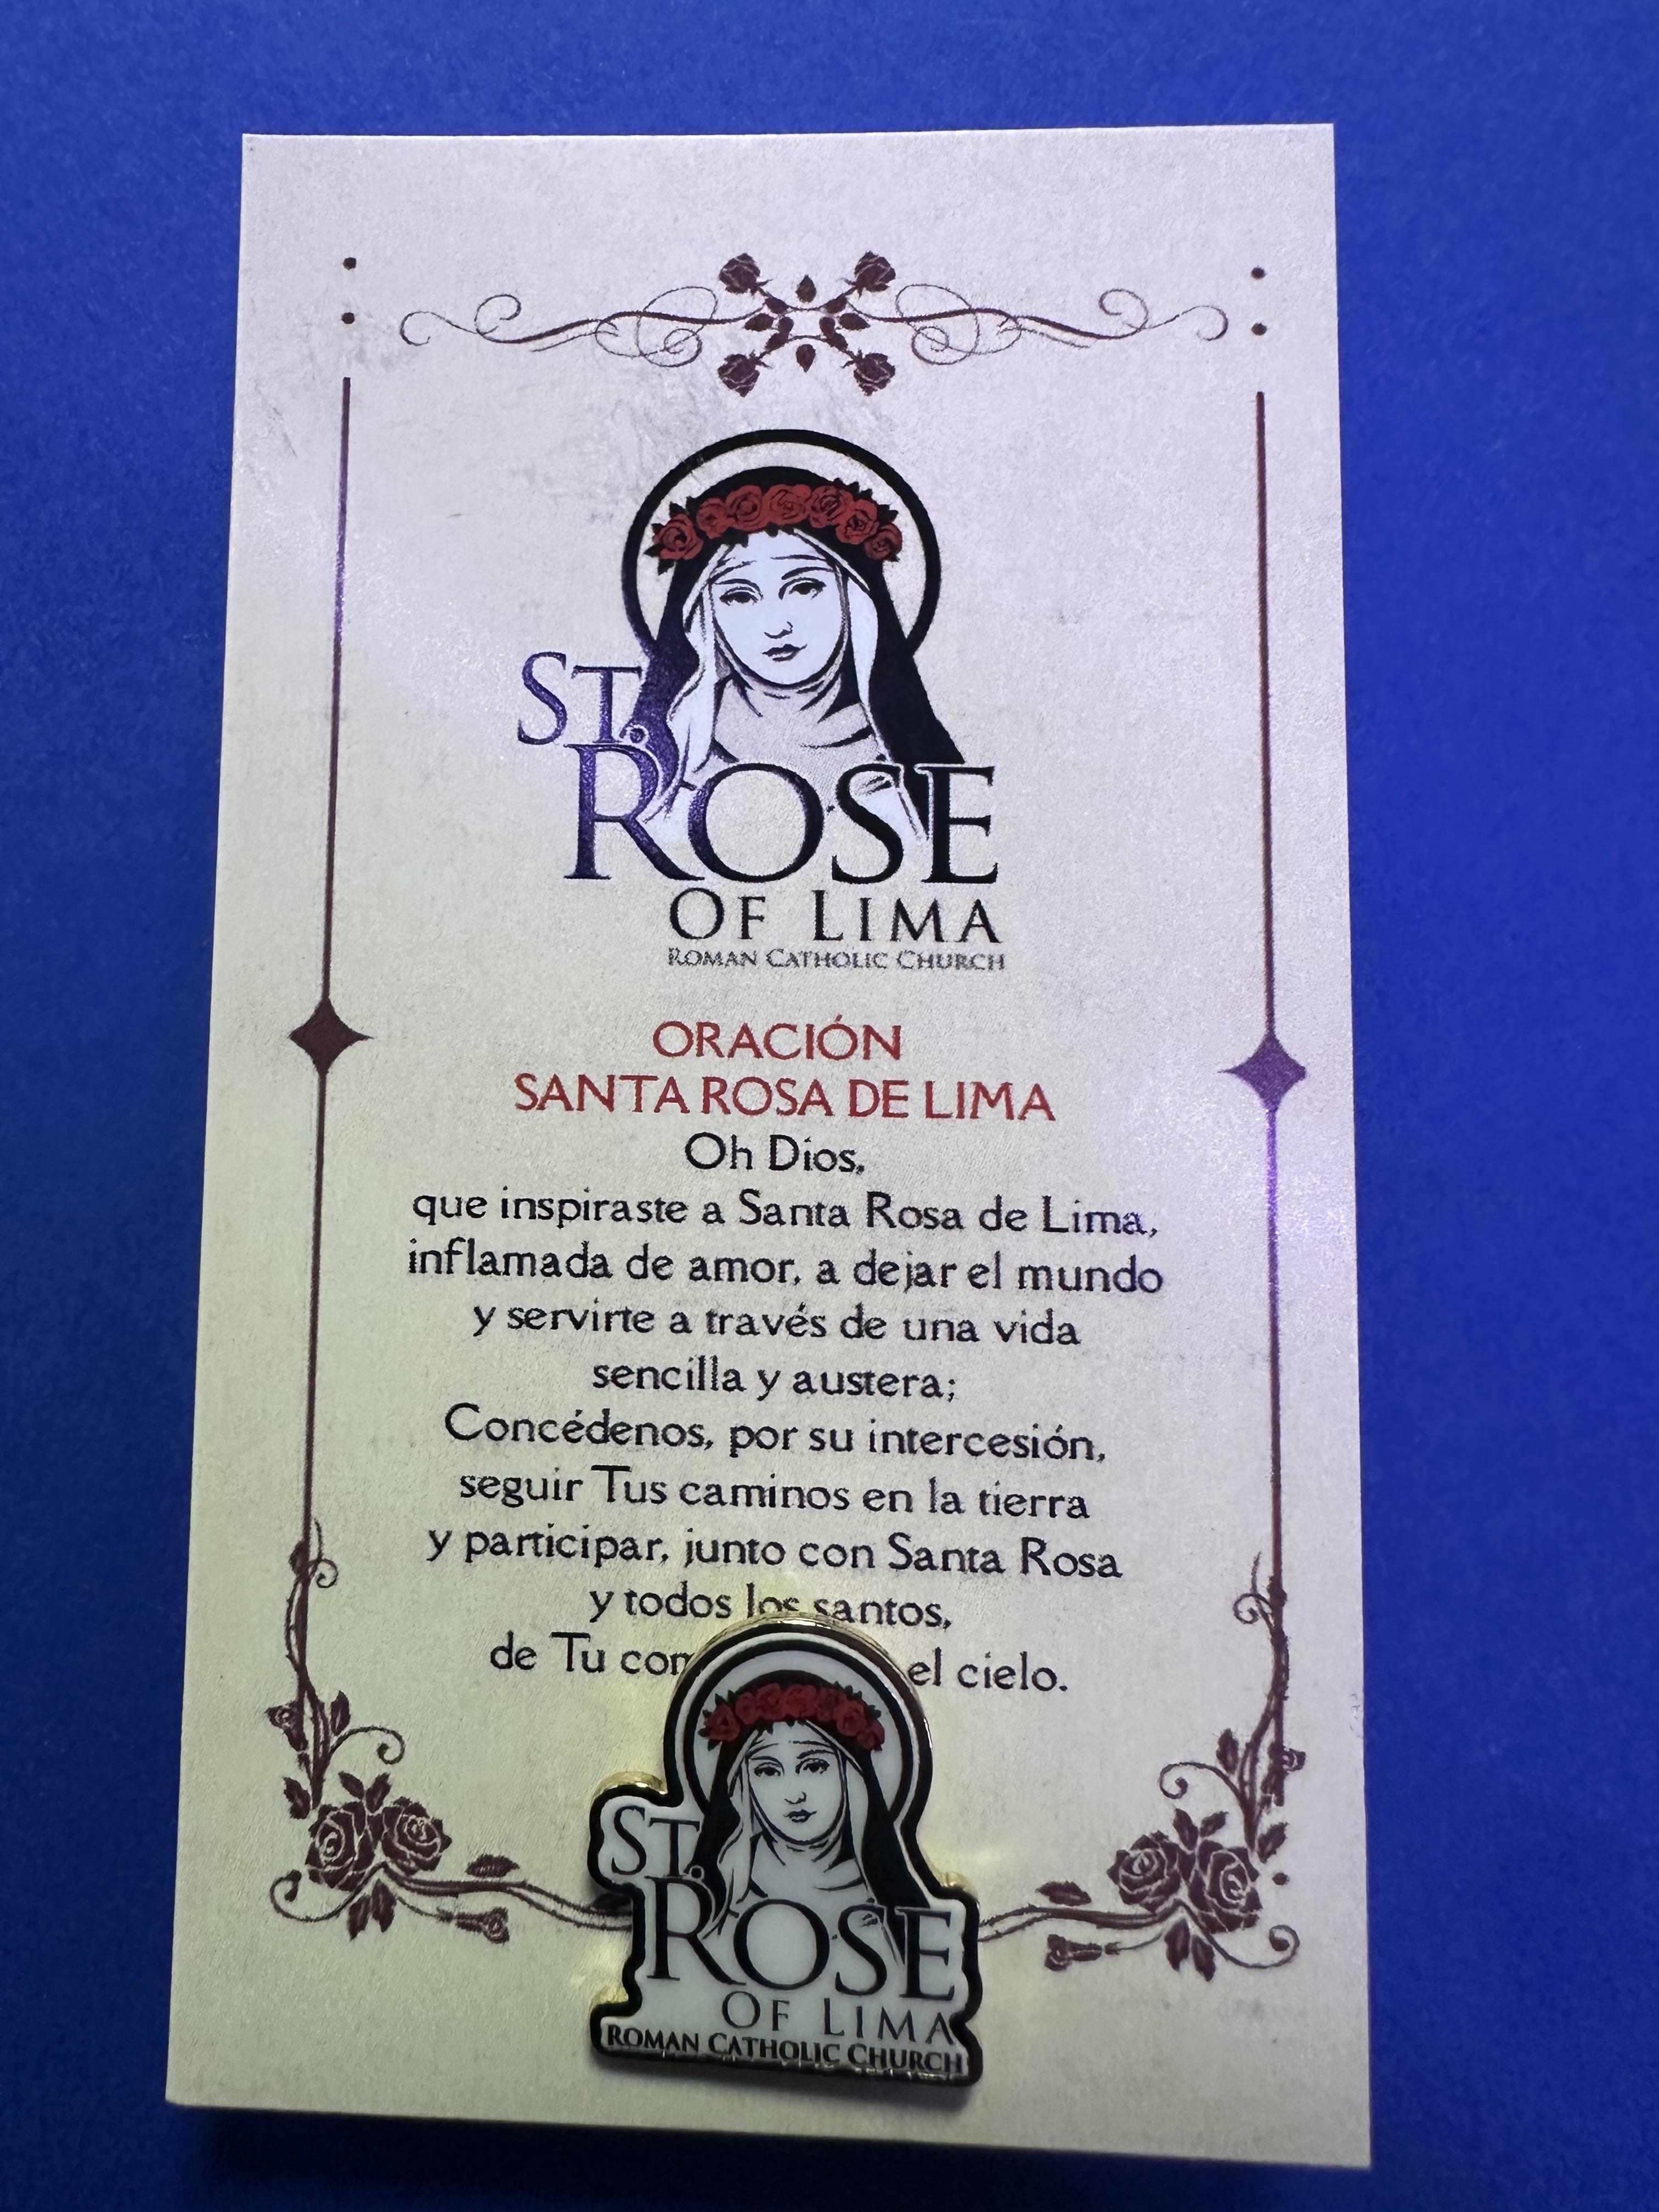 ST.
ROSE
OF LIMA
ROMAN CATHOLIC CHURCH
ORACIÓN
SANTA ROSA DE LIMA
Oh Dios,
que inspiraste a Santa Rosa de Lima,
inflamada de amor, a dejar el mundo
y servirte a través de una vida
sencilla y austera;
Concédenos, por su intercesión,
seguir Tus caminos en la tierra
y participar, junto con Santa Rosa
y todos los santos,
de Tu el cielo.
ST.
ROSE
OF LIMA
ROMAN CATHOLIC CHURCH